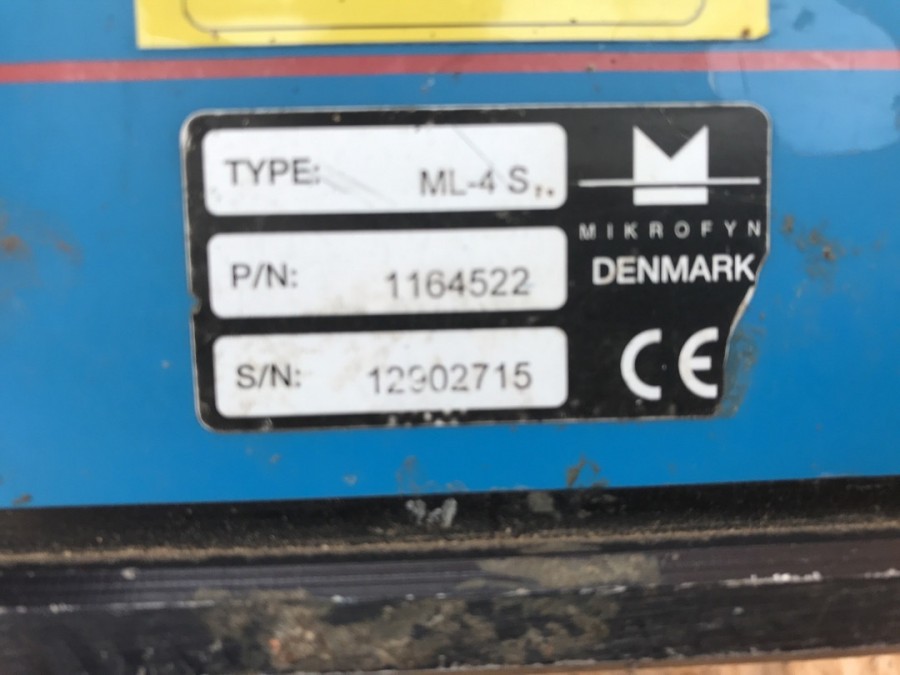 TYPE: ML-4 S
MIKROFYN
P/N: 1164522
DENMARK
S/N: 12902715
CE